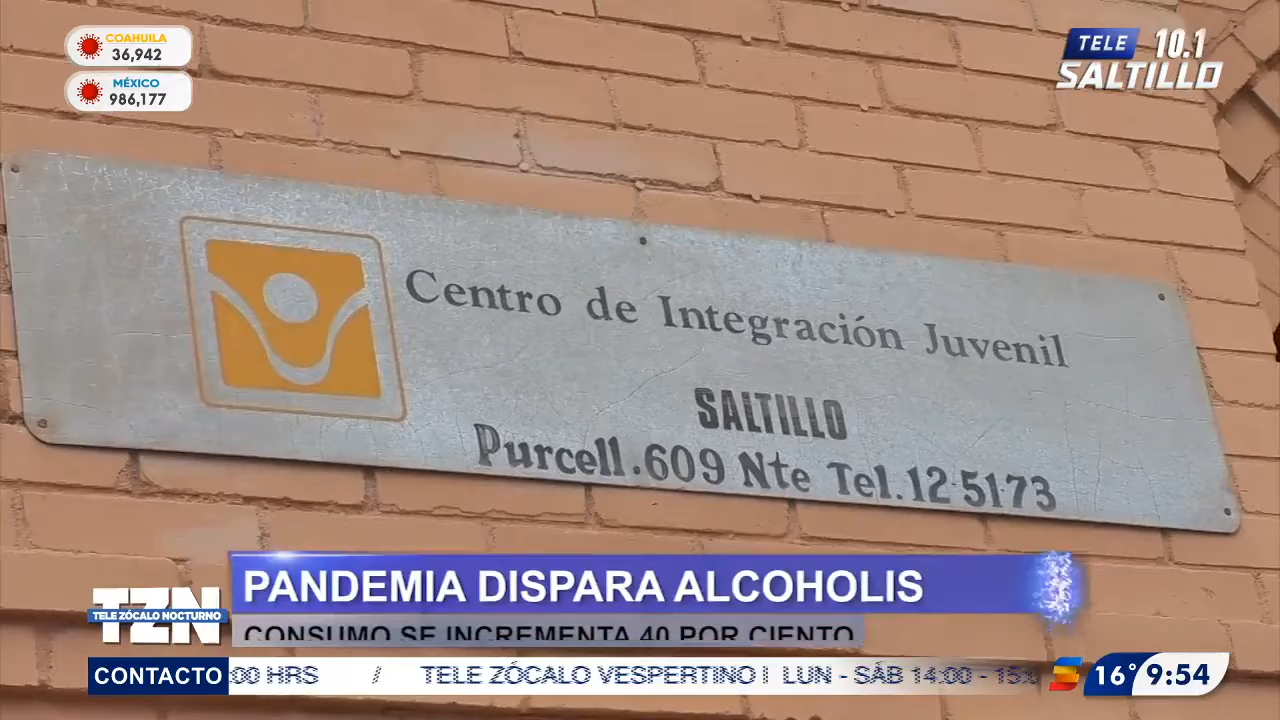 COAHUILA
36,942
MÉXICO
986,177
TELE 10.1
SALTILLO
Centro de Integración Juvenil
SALTILLO
Purcell.609 Nte Tel.12-5173
PANDEMIA DISPARA ALCOHOLIS
CONSUMO SE INCREMENTA 40 POR CIENTO
TZN
TELE ZÓCALO NOCTURNO
CONTACTO :00 HRS / TELE ZÓCALO VESPERTINO | LUN - SÁB 14:00 - 15: 16° 9:54